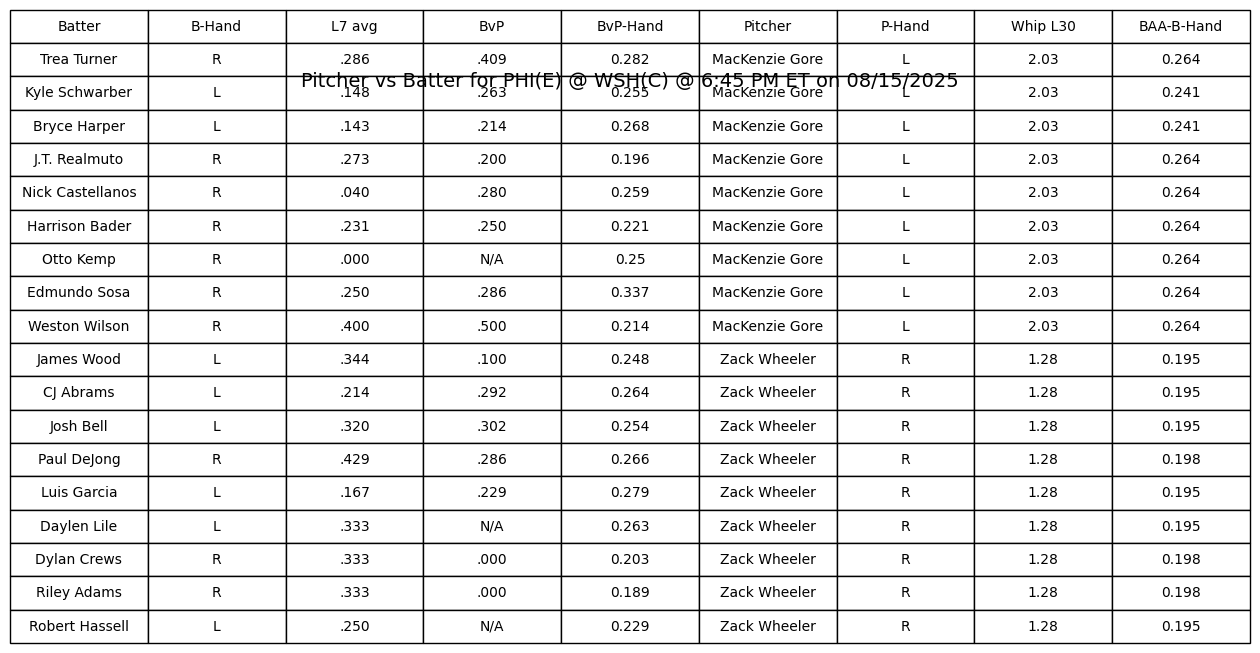 Batter B-Hand L7 avg BvP BvP-Hand Pitcher P-Hand Whip L30 BAA-B-Hand
Trea Turner R .286 .409 0.282 MacKenzie Gore L 2.03 0.264
Pitcher vs Batter for PHI(E) @ WSH(C) @ 6:45 PM ET on 08/15/2025
Kyle Schwarber L .148 .263 0.255 MacKenzie Gore L 2.03 0.241
Bryce Harper L .143 .214 0.268 MacKenzie Gore L 2.03 0.241
J.T. Realmuto R .273 .200 0.196 MacKenzie Gore L 2.03 0.264
Nick Castellanos R .040 .280 0.259 MacKenzie Gore L 2.03 0.264
Harrison Bader R .231 .250 0.221 MacKenzie Gore L 2.03 0.264
Otto Kemp R .000 N/A 0.25 MacKenzie Gore L 2.03 0.264
Edmundo Sosa R .250 .286 0.337 MacKenzie Gore L 2.03 0.264
Weston Wilson R .400 .500 0.214 MacKenzie Gore L 2.03 0.264
James Wood L .344 .100 0.248 Zack Wheeler R 1.28 0.195
CJ Abrams L .214 .292 0.264 Zack Wheeler R 1.28 0.195
Josh Bell L .320 .302 0.254 Zack Wheeler R 1.28 0.195
Paul DeJong R .429 .286 0.266 Zack Wheeler R 1.28 0.198
Luis Garcia L .167 .229 0.279 Zack Wheeler R 1.28 0.195
Daylen Lile L .333 N/A 0.263 Zack Wheeler R 1.28 0.195
Dylan Crews R .333 .000 0.203 Zack Wheeler R 1.28 0.198
Riley Adams R .333 .000 0.189 Zack Wheeler R 1.28 0.198
Robert Hassell L .250 N/A 0.229 Zack Wheeler R 1.28 0.195